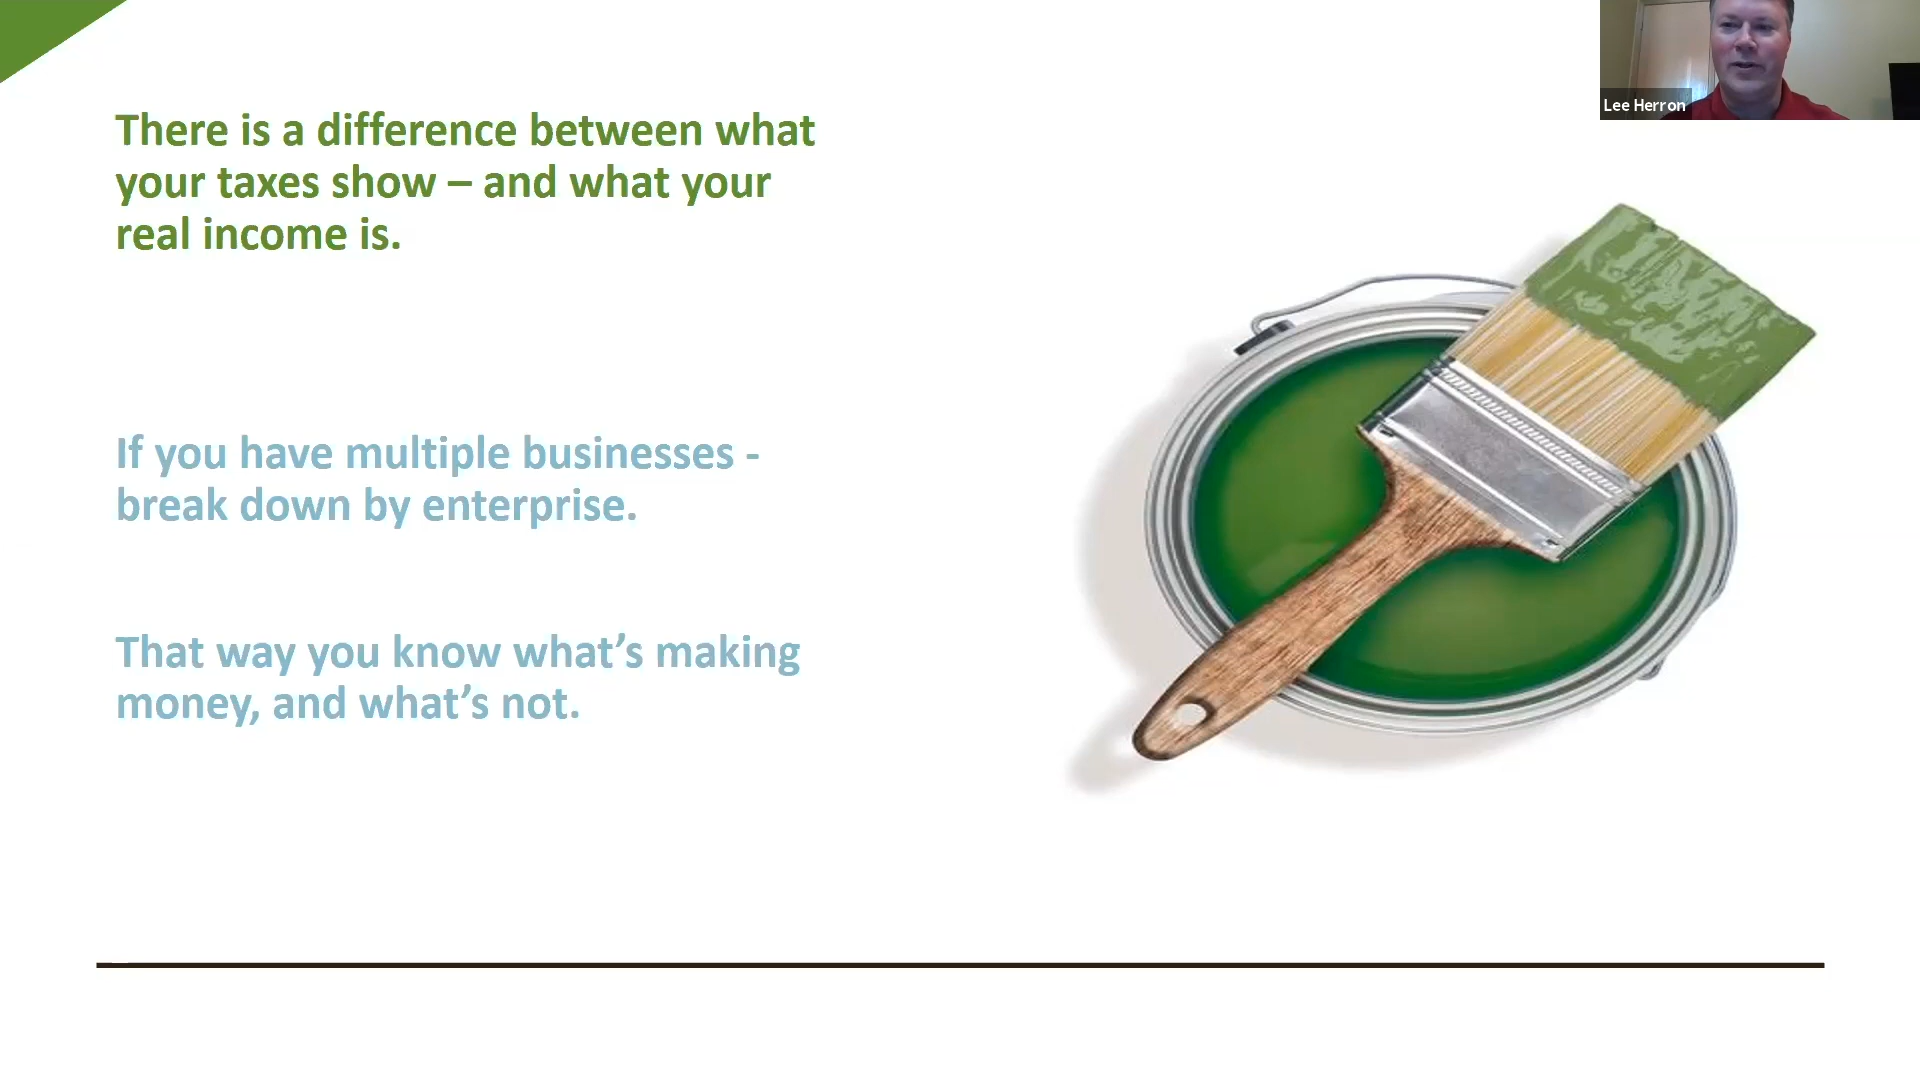 There is a difference between what
your taxes show – and what your
real income is.
If you have multiple businesses -
break down by enterprise.
That way you know what’s making
money, and what’s not.
Lee Herron